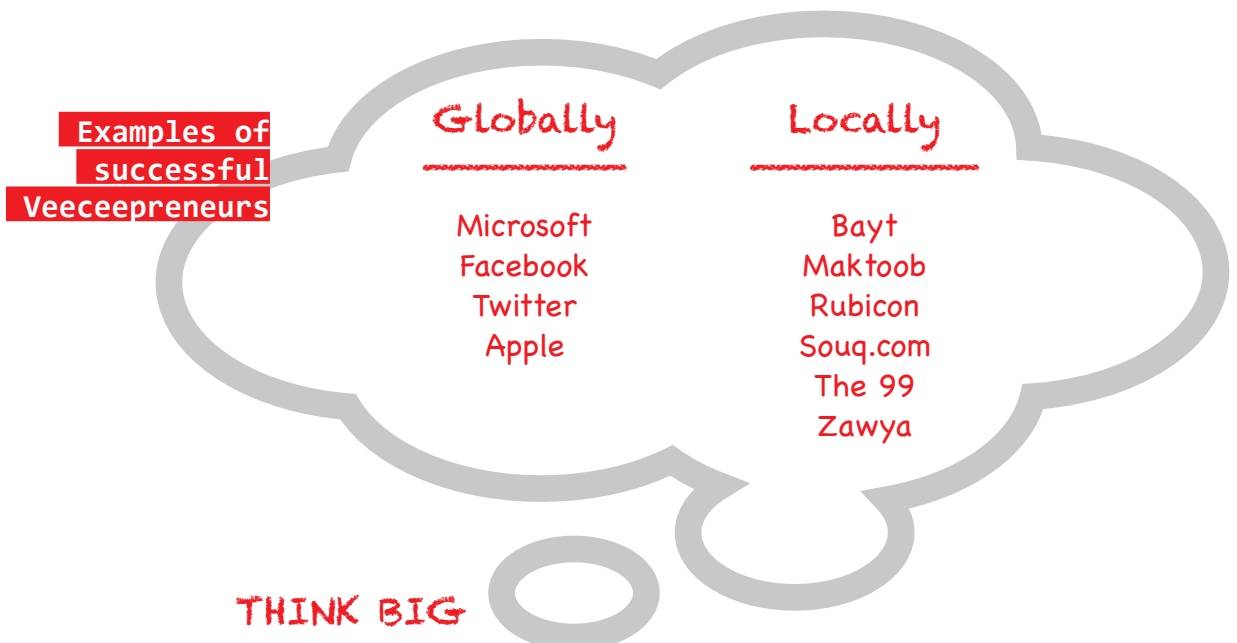 Examples of
successful
Veeceepreneurs
Globally
Microsoft
Facebook
Twitter
Apple
Locally
Bayt
Maktoob
Rubicon
Souq.com
The 99
Zawya
THINK BIG